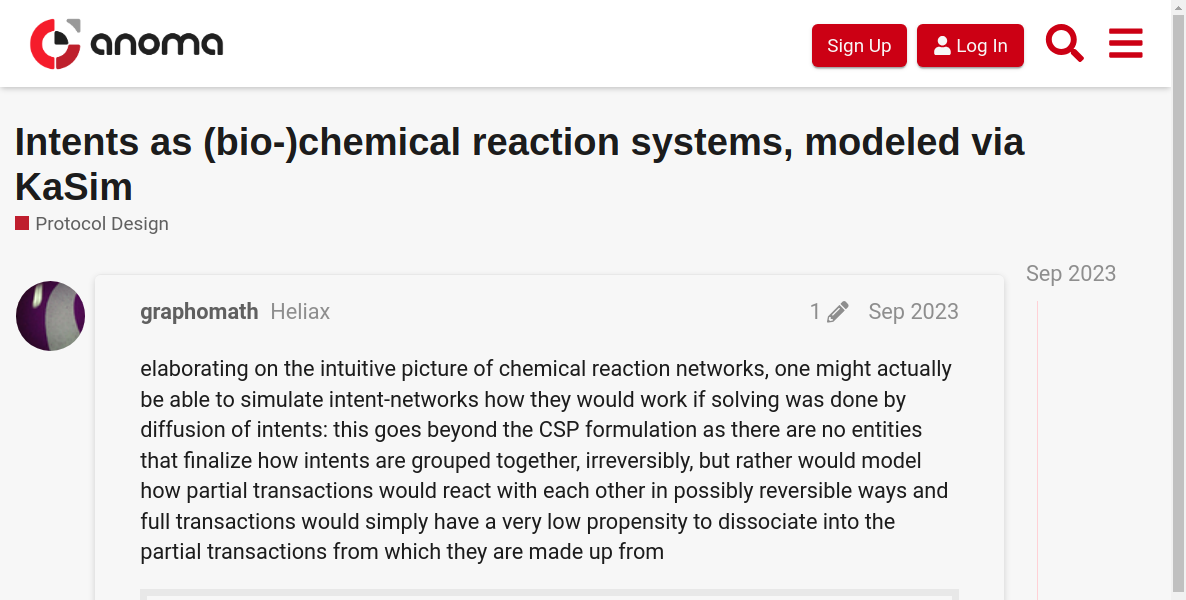 anoma
Sign Up
Log In
Intents as (bio-)chemical reaction systems, modeled via
KaSim
Protocol Design
Sep 2023
graphomath Heliax
1 Sep 2023
elaborating on the intuitive picture of chemical reaction networks, one might actually
be able to simulate intent-networks how they would work if solving was done by
diffusion of intents: this goes beyond the CSP formulation as there are no entities
that finalize how intents are grouped together, irreversibly, but rather would model
how partial transactions would react with each other in possibly reversible ways and
full transactions would simply have a very low propensity to dissociate into the
partial transactions from which they are made up from